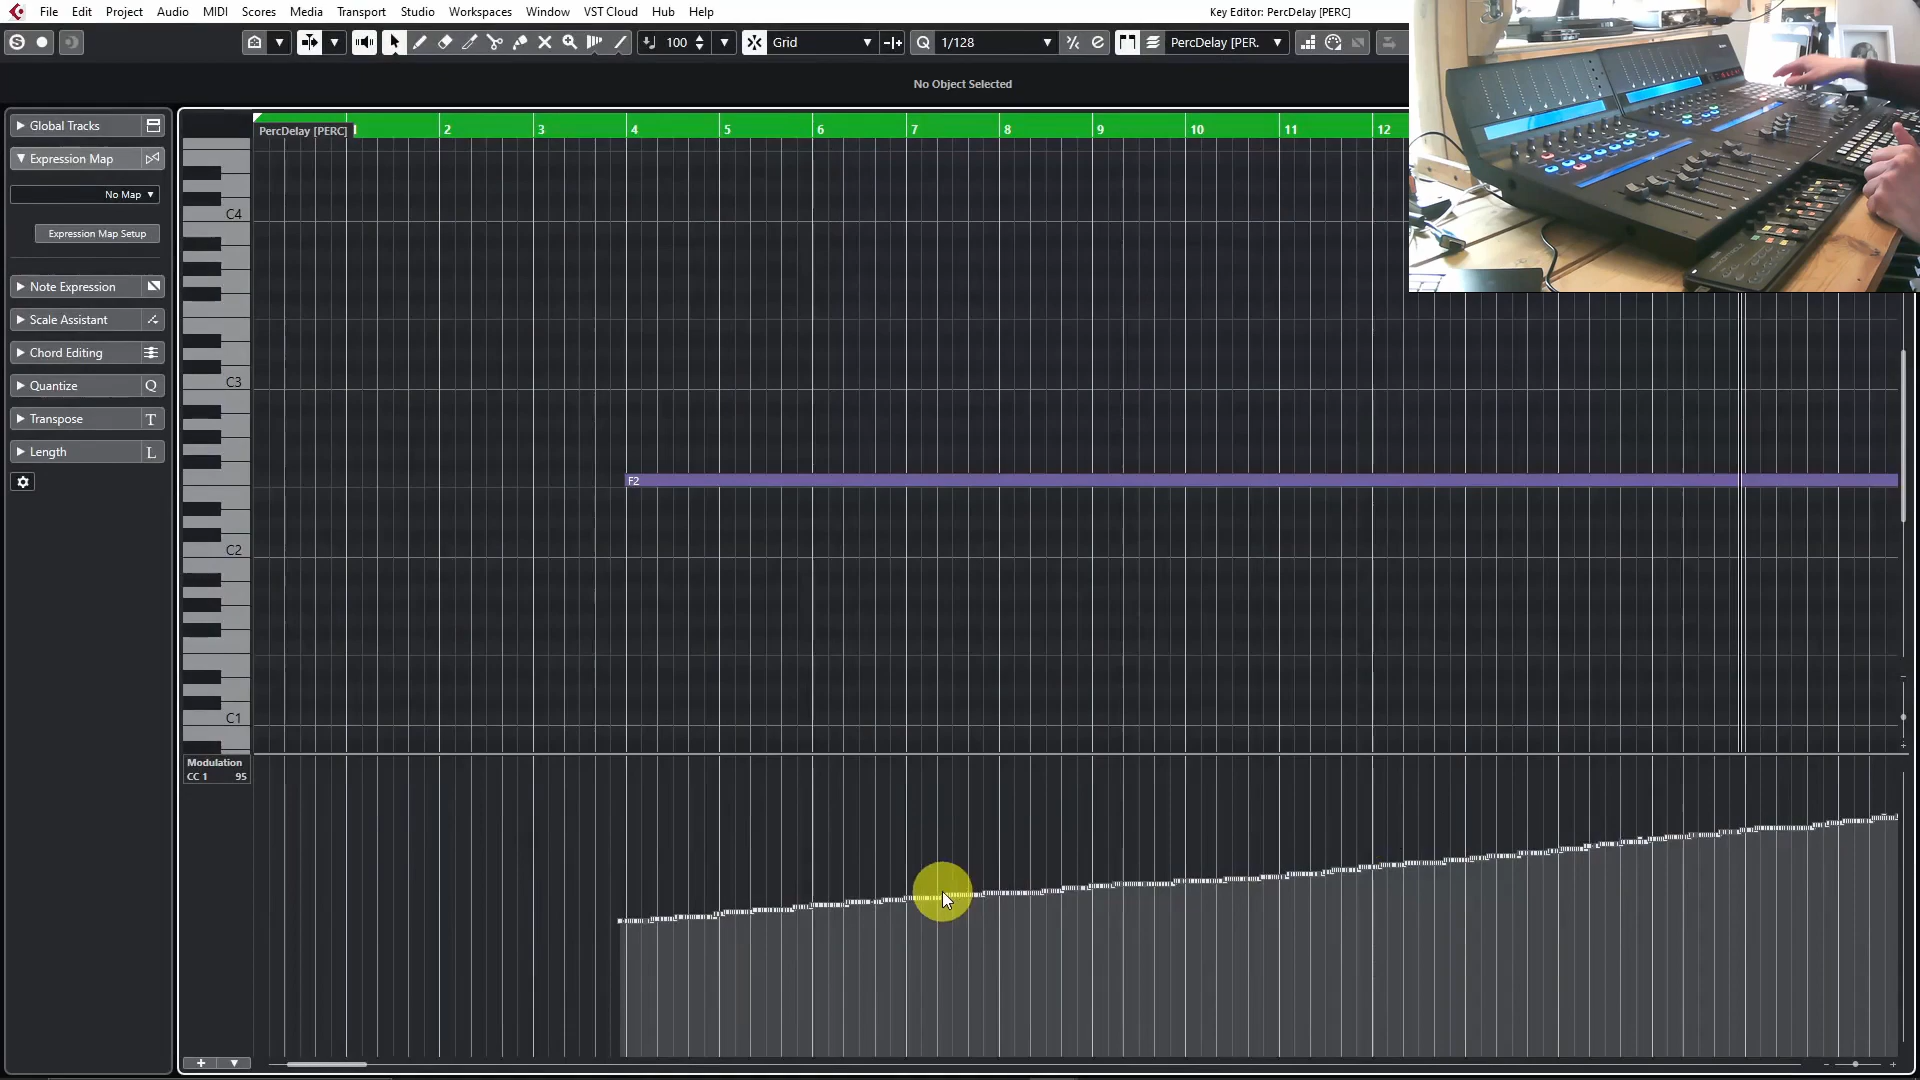 File Edit Project Audio MIDI Scores Media Transport Studio Workspaces Window VST Cloud Hub Help
Key Editor: PercDelay [PERC]
100 Grid 1/128 PercDelay [PER.
No Object Selected
Global Tracks
Expression Map
No Map
Expression Map Setup
Note Expression
Scale Assistant
Chord Editing
Quantize Q
Transpose T
Length L
PercDelay [PERC] 1 2 3 4 5 6 7 8 9 10 11 12
C4
C3
F2
C2
C1
Modulation
CC 1 95